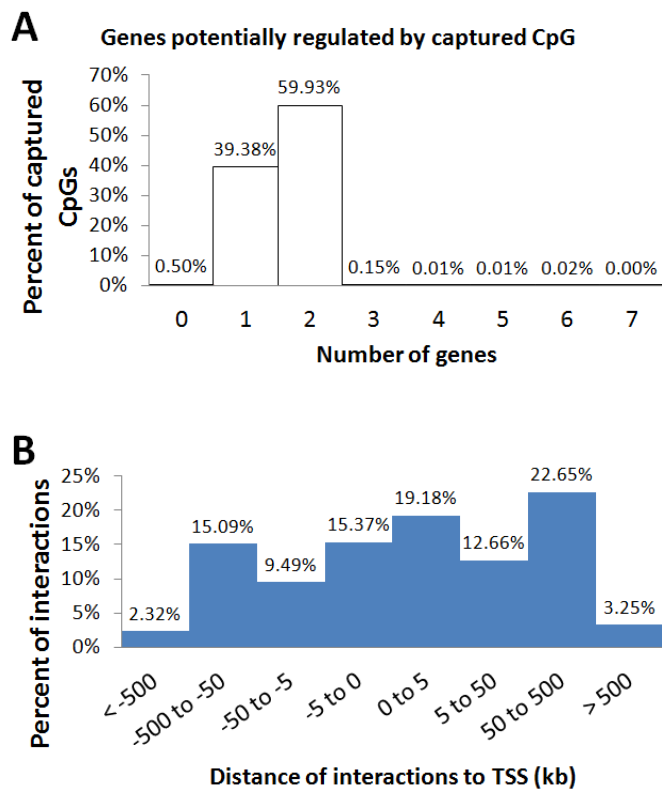 A
Genes potentially regulated by captured CpG
Percent of captured
CpGs
70%
60%
50%
40%
30%
20%
10%
0%
0.50%
39.38%
59.93%
0.15%
0.01%
0.01%
0.02%
0.00%
0 1 2 3 4 5 6 7
Number of genes
B
Percent of interactions
25%
20%
15%
10%
5%
0%
2.32%
15.09%
9.49%
15.37%
19.18%
12.66%
22.65%
3.25%
< -500
-500 to -50
-50 to -5
-5 to 0
0 to 5
5 to 50
50 to 500
> 500
Distance of interactions to TSS (kb)